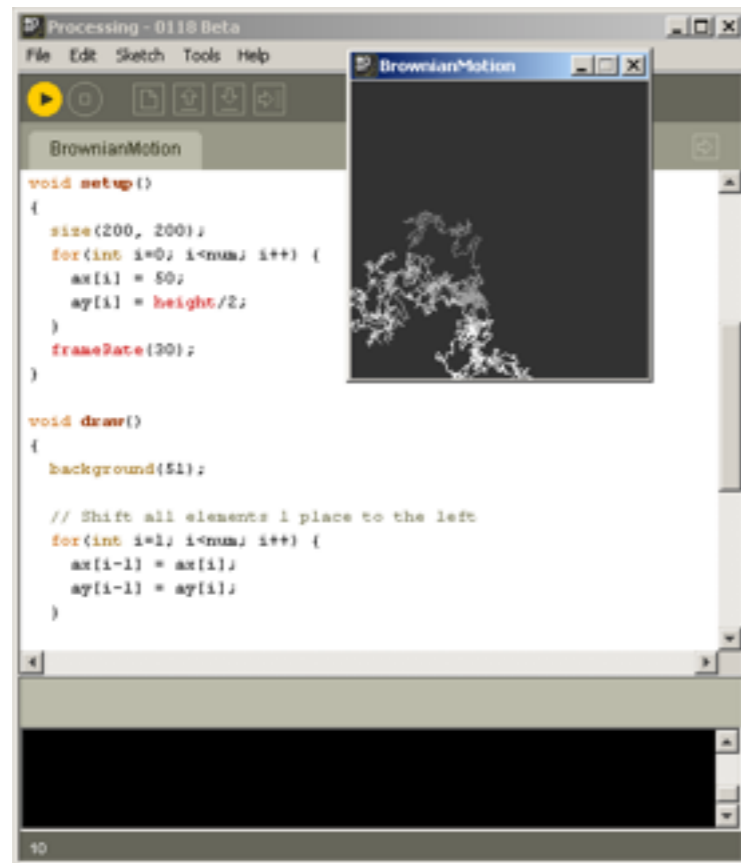 Processing - 0118 Beta
File Edit Sketch Tools Help
BrownianMotion
BrownianMotion
void setup()
{
  size(200, 200);
  for(int i=0; i<num; i++) {
    ax[i] = 50;
    ay[i] = height/2;
  }
  frameRate(30);
}
void draw()
{
  background(51);
  // Shift all elements 1 place to the left
  for(int i=1; i<num; i++) {
    ax[i-1] = ax[i];
    ay[i-1] = ay[i];
  }
10